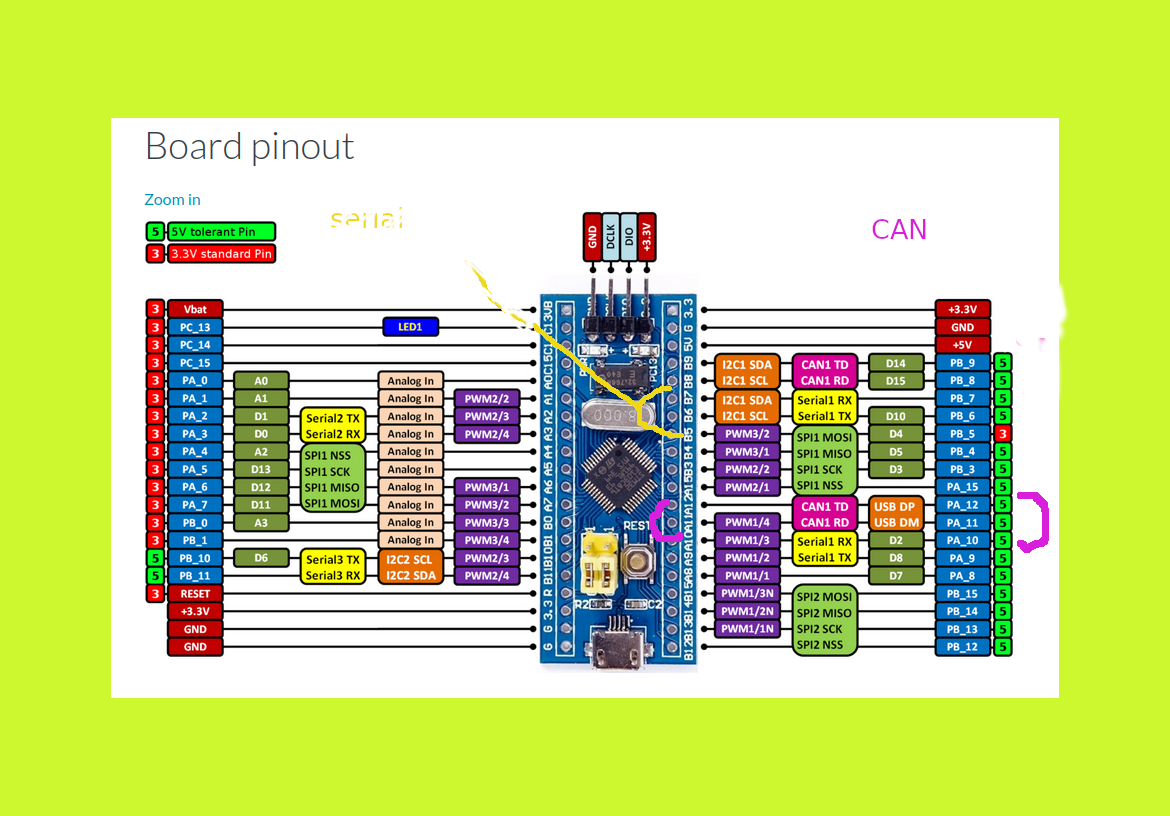 Board pinout
Zoom in
serial
CAN
5 5V tolerant Pin
3 3.3V standard Pin
GND DCLK DIO +3.3V
3 Vbat +3.3V
3 PC_13 LED1 GND
3 PC_14 +5V
3 PC_15 I2C1 SDA CAN1 TD D14 PB_9 5
3 PA_0 A0 Analog In I2C1 SCL CAN1 RD D15 PB_8 5
3 PA_1 A1 Analog In PWM2/2 I2C1 SDA Serial1 RX PB_7 5
3 PA_2 D1 Serial2 TX Analog In PWM2/3 I2C1 SCL Serial1 TX D10 PB_6 5
3 PA_3 D0 Serial2 RX Analog In PWM2/4 PWM3/2 SPI1 MOSI D4 PB_5 3
3 PA_4 A2 SPI1 NSS Analog In PWM3/1 SPI1 MISO D5 PB_4 5
3 PA_5 D13 SPI1 SCK Analog In PWM2/2 SPI1 SCK D3 PB_3 5
3 PA_6 D12 SPI1 MISO Analog In PWM3/1 PWM2/1 SPI1 NSS PA_15 5
3 PA_7 D11 SPI1 MOSI Analog In PWM3/2 CAN1 TD USB DP PA_12 5
3 PB_0 A3 Analog In PWM3/3 PWM1/4 CAN1 RD USB DM PA_11 5
3 PB_1 Analog In PWM3/4 PWM1/3 Serial1 RX D2 PA_10 5
5 PB_10 D6 Serial3 TX I2C2 SCL PWM2/3 PWM1/2 Serial1 TX D8 PA_9 5
5 PB_11 Serial3 RX I2C2 SDA PWM2/4 PWM1/1 D7 PA_8 5
3 RESET PWM1/3N SPI2 MOSI PB_15 5
+3.3V PWM1/2N SPI2 MISO PB_14 5
GND PWM1/1N SPI2 SCK PB_13 5
GND SPI2 NSS PB_12 5